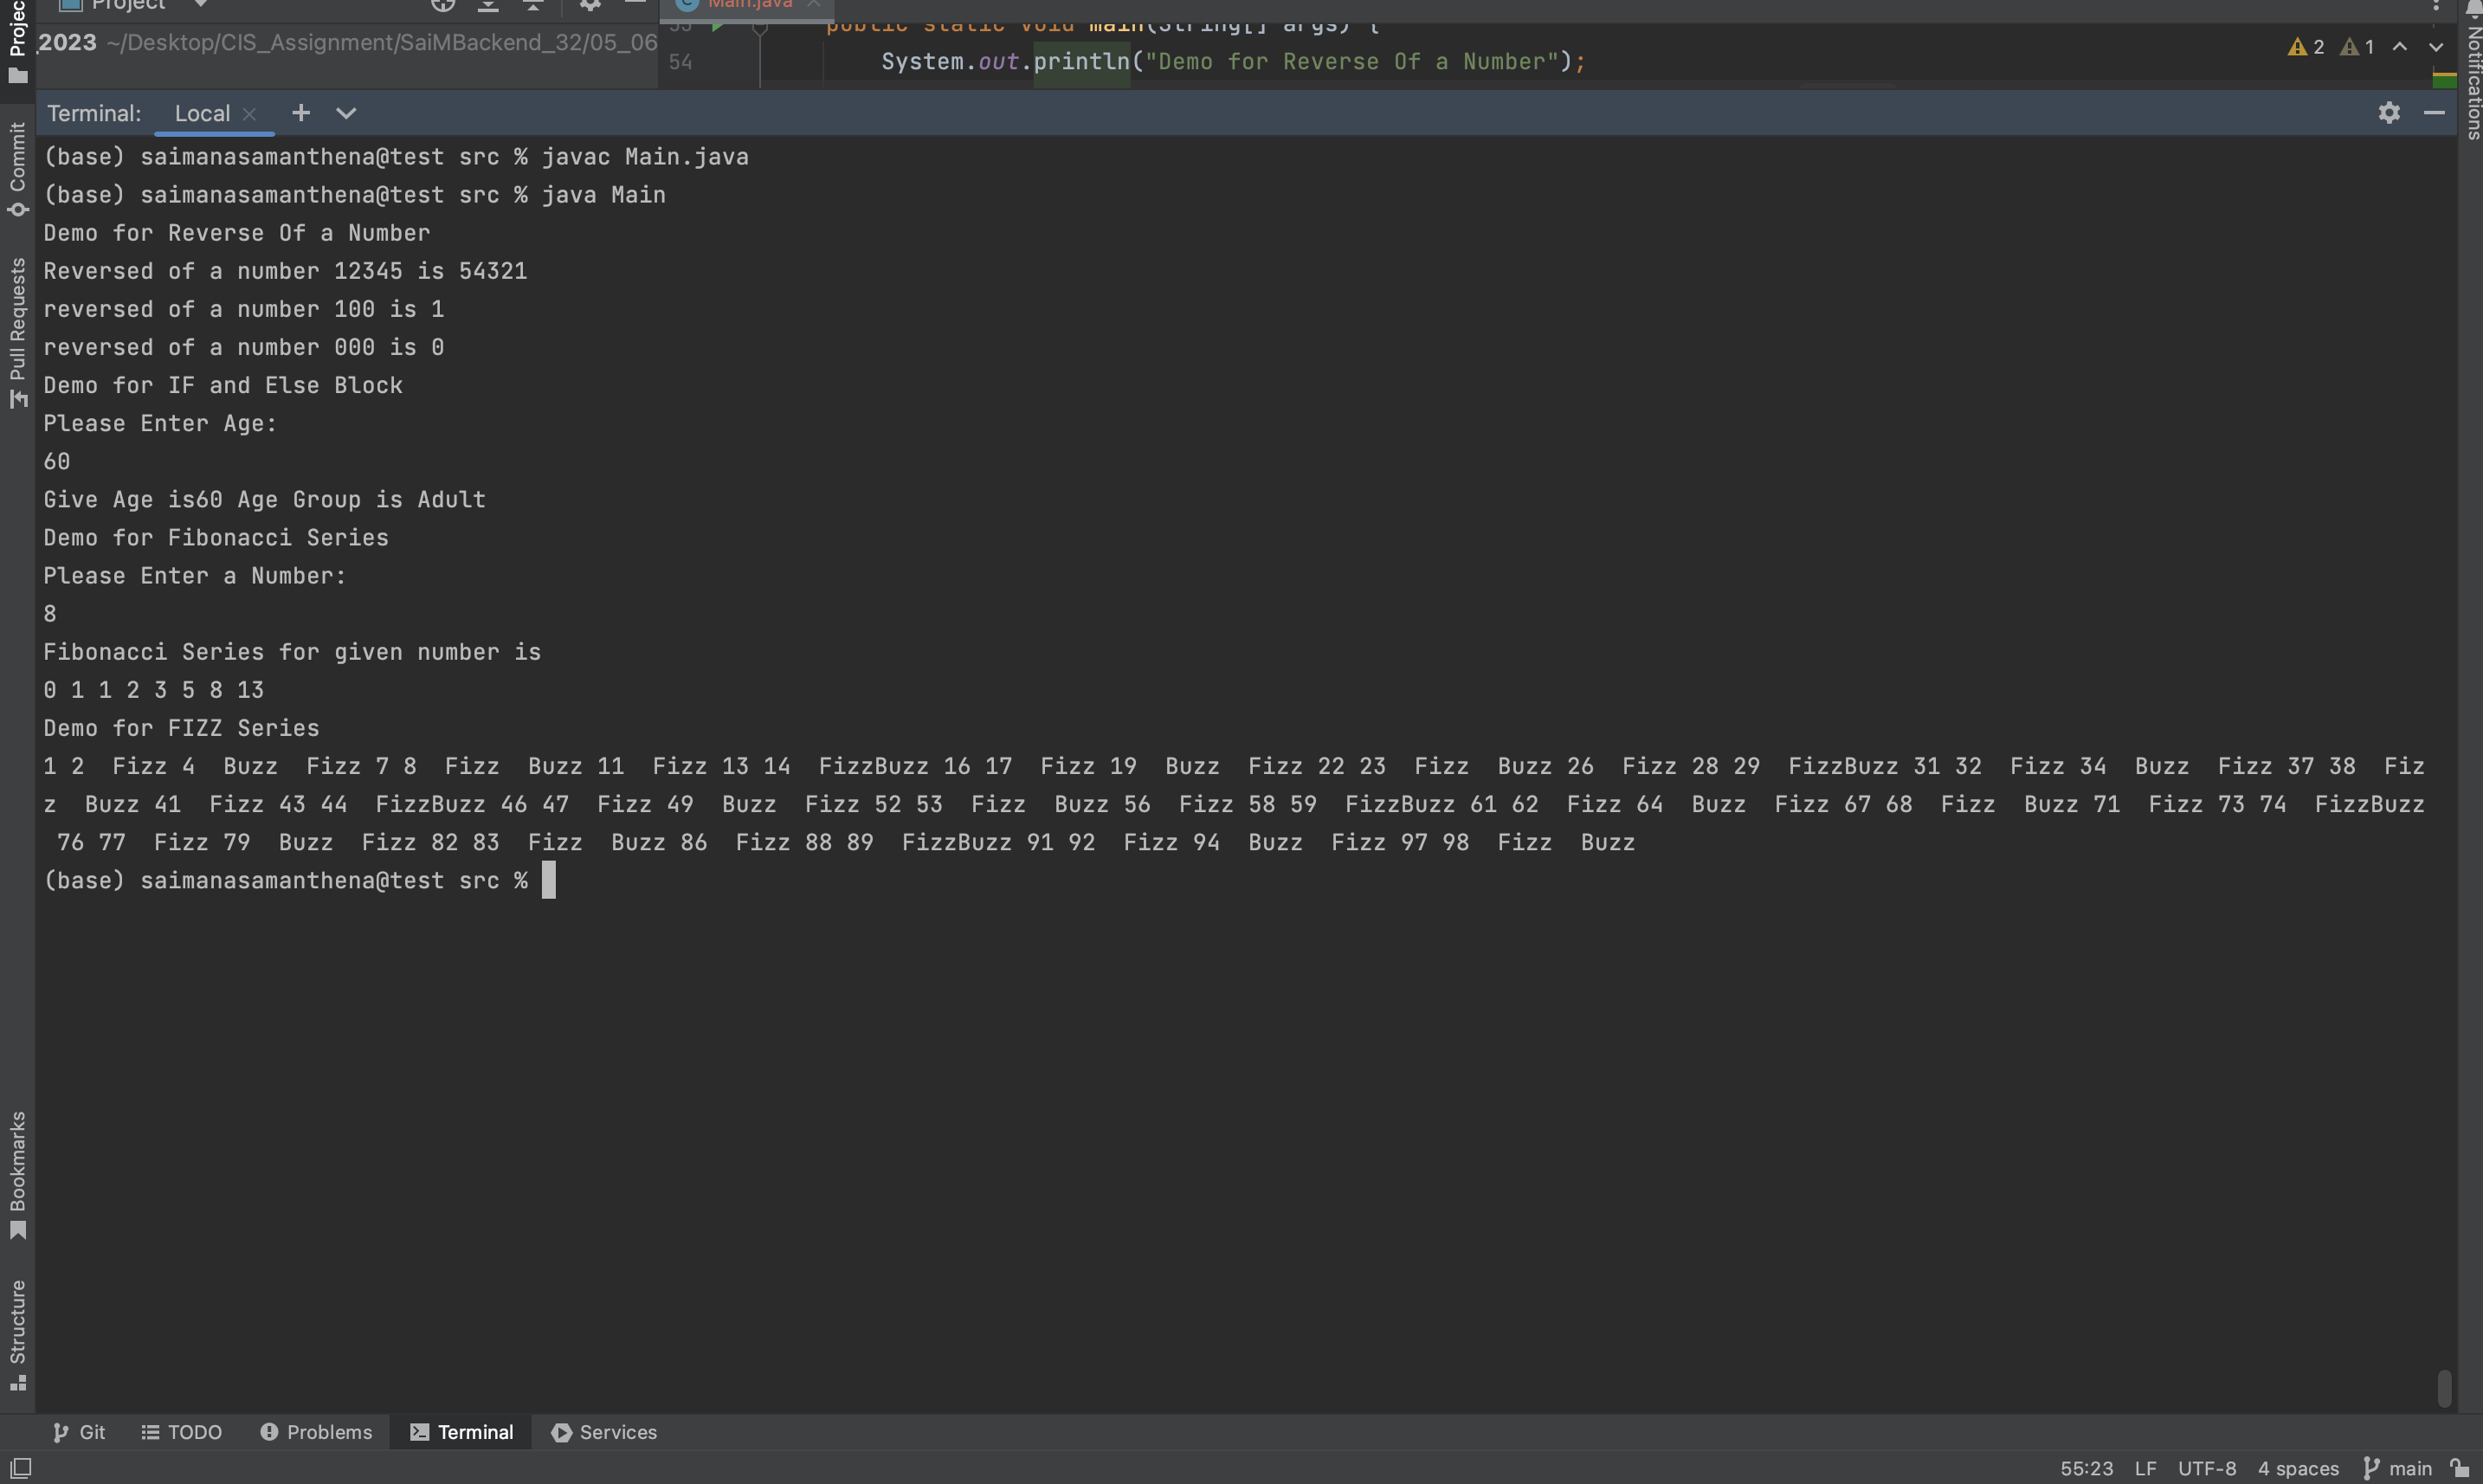 Project
Main.java
_2023 ~/Desktop/CIS_Assignment/SaiMBackend_32/05_06
53 public static void main(String[] args) {
54 System.out.println("Demo for Reverse Of a Number");
2 1
Notifications
Project
Commit
Pull Requests
Bookmarks
Structure
Terminal: Local
(base) saimanasamanthena@test src % javac Main.java
(base) saimanasamanthena@test src % java Main
Demo for Reverse Of a Number
Reversed of a number 12345 is 54321
reversed of a number 100 is 1
reversed of a number 000 is 0
Demo for IF and Else Block
Please Enter Age:
60
Give Age is60 Age Group is Adult
Demo for Fibonacci Series
Please Enter a Number:
8
Fibonacci Series for given number is
0 1 1 2 3 5 8 13
Demo for FIZZ Series
1 2  Fizz 4  Buzz  Fizz 7 8  Fizz  Buzz 11  Fizz 13 14  FizzBuzz 16 17  Fizz 19  Buzz  Fizz 22 23  Fizz  Buzz 26  Fizz 28 29  FizzBuzz 31 32  Fizz 34  Buzz  Fizz 37 38  Fiz
z  Buzz 41  Fizz 43 44  FizzBuzz 46 47  Fizz 49  Buzz  Fizz 52 53  Fizz  Buzz 56  Fizz 58 59  FizzBuzz 61 62  Fizz 64  Buzz  Fizz 67 68  Fizz  Buzz 71  Fizz 73 74  FizzBuzz
 76 77  Fizz 79  Buzz  Fizz 82 83  Fizz  Buzz 86  Fizz 88 89  FizzBuzz 91 92  Fizz 94  Buzz  Fizz 97 98  Fizz  Buzz
(base) saimanasamanthena@test src %
Git TODO Problems Terminal Services
55:23 LF UTF-8 4 spaces main